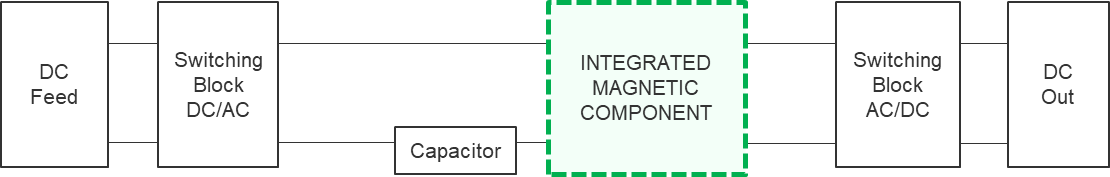 DC
Feed
Switching
Block
DC/AC
Capacitor
INTEGRATED
MAGNETIC
COMPONENT
Switching
Block
AC/DC
DC
Out